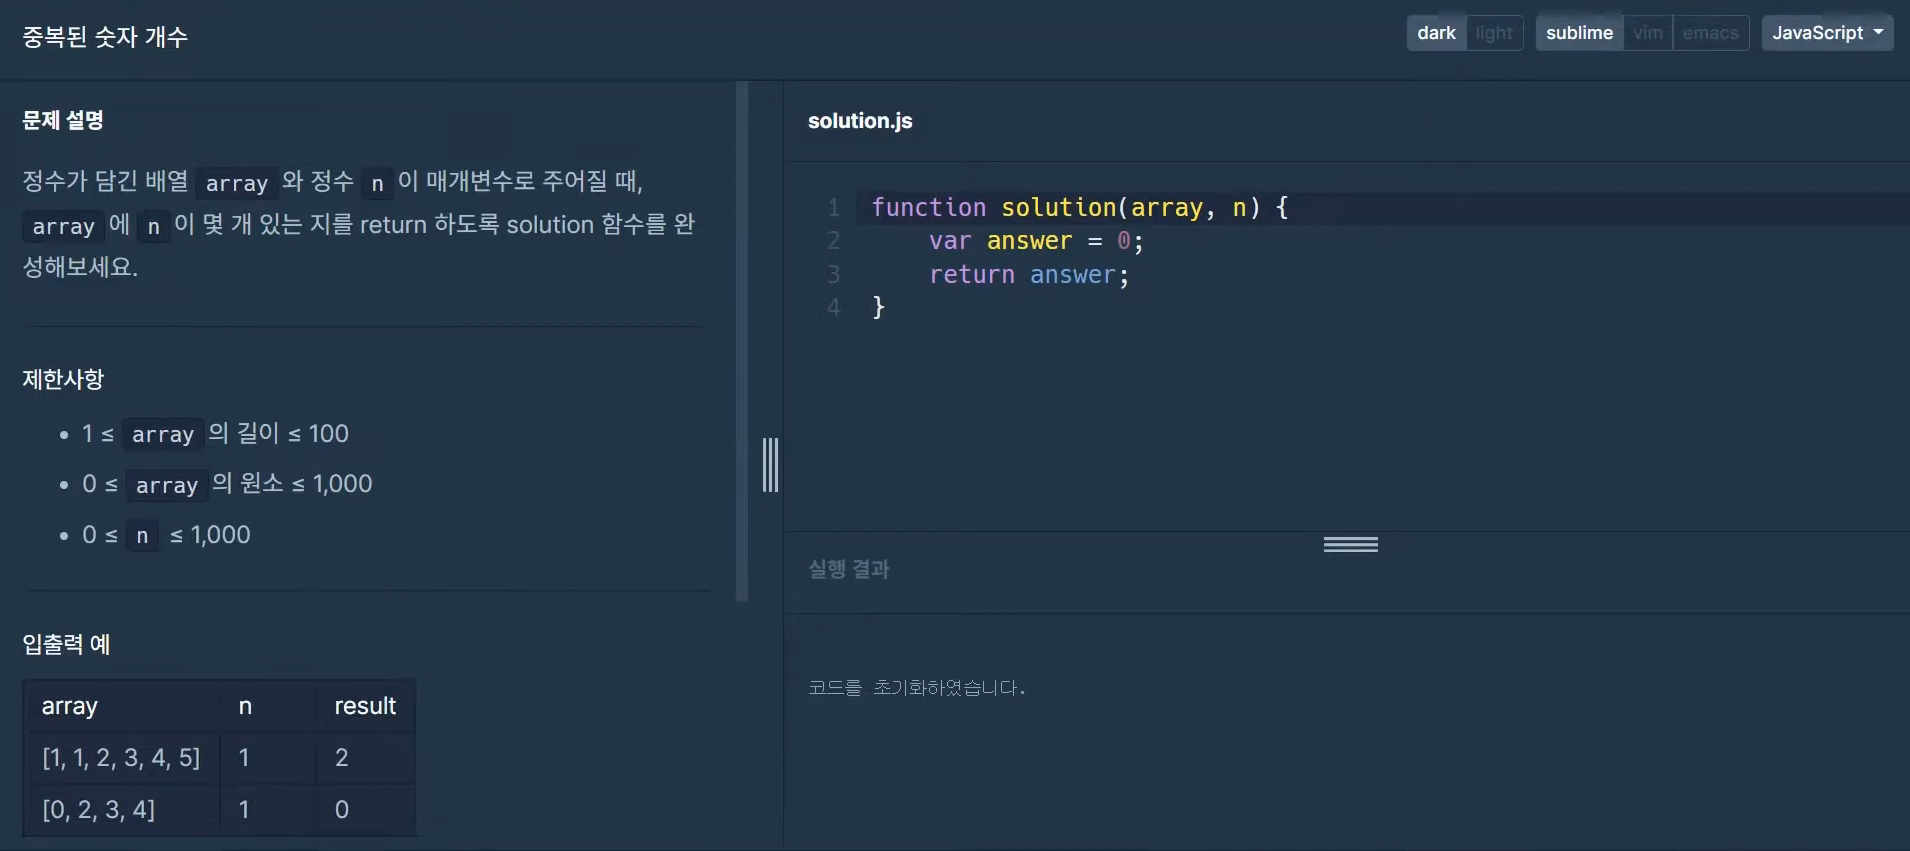 중복된 숫자 개수
dark light sublime vim emacs JavaScript
문제 설명
정수가 담긴 배열 array 와 정수 n 이 매개변수로 주어질 때,
array 에 n 이 몇 개 있는 지를 return 하도록 solution 함수를 완
성해보세요.
제한사항
• 1 ≤ array 의 길이 ≤ 100
• 0 ≤ array 의 원소 ≤ 1,000
• 0 ≤ n ≤ 1,000
입출력 예
array n result
[1, 1, 2, 3, 4, 5] 1 2
[0, 2, 3, 4] 1 0
solution.js
1 function solution(array, n) {
2     var answer = 0;
3     return answer;
4 }
실행 결과
코드를 초기화하였습니다.